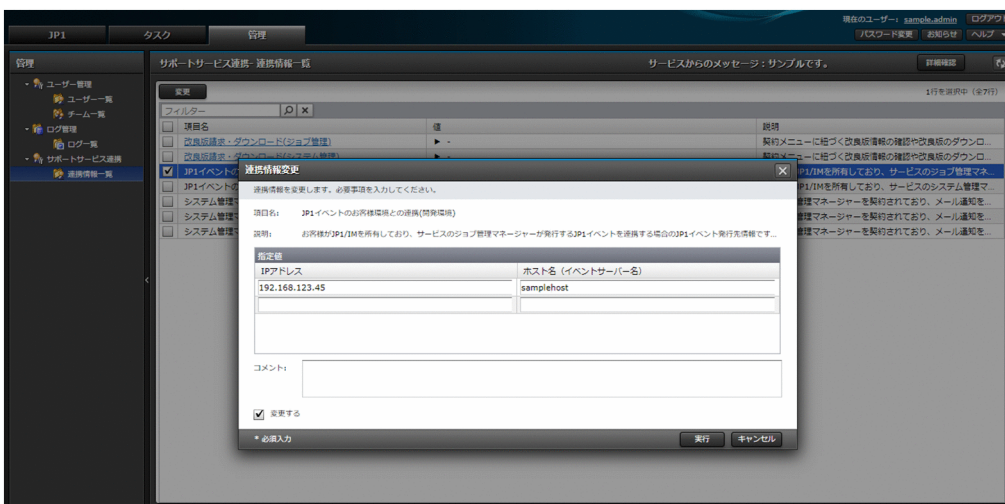 現在のユーザー: sample.admin ログアウ
JP1 タスク 管理 パスワード変更 お知らせ ヘルプ
管理
サポートサービス連携- 連携情報一覧 サービスからのメッセージ：サンプルです。 詳細確認
ユーザー管理
ユーザー一覧
チーム一覧
ログ管理
ログ一覧
サポートサービス連携
連携情報一覧
変更 1行を選択中（全7行）
フィルター
項目名 値 説明
改良版請求・ダウンロード(ジョブ管理) ▶ - 契約メニューに紐づく改良版情報の確認や改良版のダウンロ...
改良版請求・ダウンロード(システム管理) ▶ - 契約メニューに紐づく改良版情報の確認や改良版のダウンロ...
JP1イベントの P1/IMを所有しており、サービスのジョブ管理マネ...
JP1イベントの P1/IMを所有しており、サービスのシステム管理マ...
システム管理 管理マネージャーを契約されており、メール通知を...
システム管理 管理マネージャーを契約されており、メール通知を...
システム管理 管理マネージャーを契約されており、メール通知を...
連携情報変更
連携情報を変更します。必要事項を入力してください。
項目名: JP1イベントのお客様環境との連携(開発環境)
説明: お客様がJP1/IMを所有しており、サービスのジョブ管理マネージャーが発行するJP1イベントを連携する場合のJP1イベント発行先情報です...
指定値
IPアドレス ホスト名（イベントサーバー名）
192.168.123.45 samplehost
コメント:
変更する
* 必須入力 実行 キャンセル